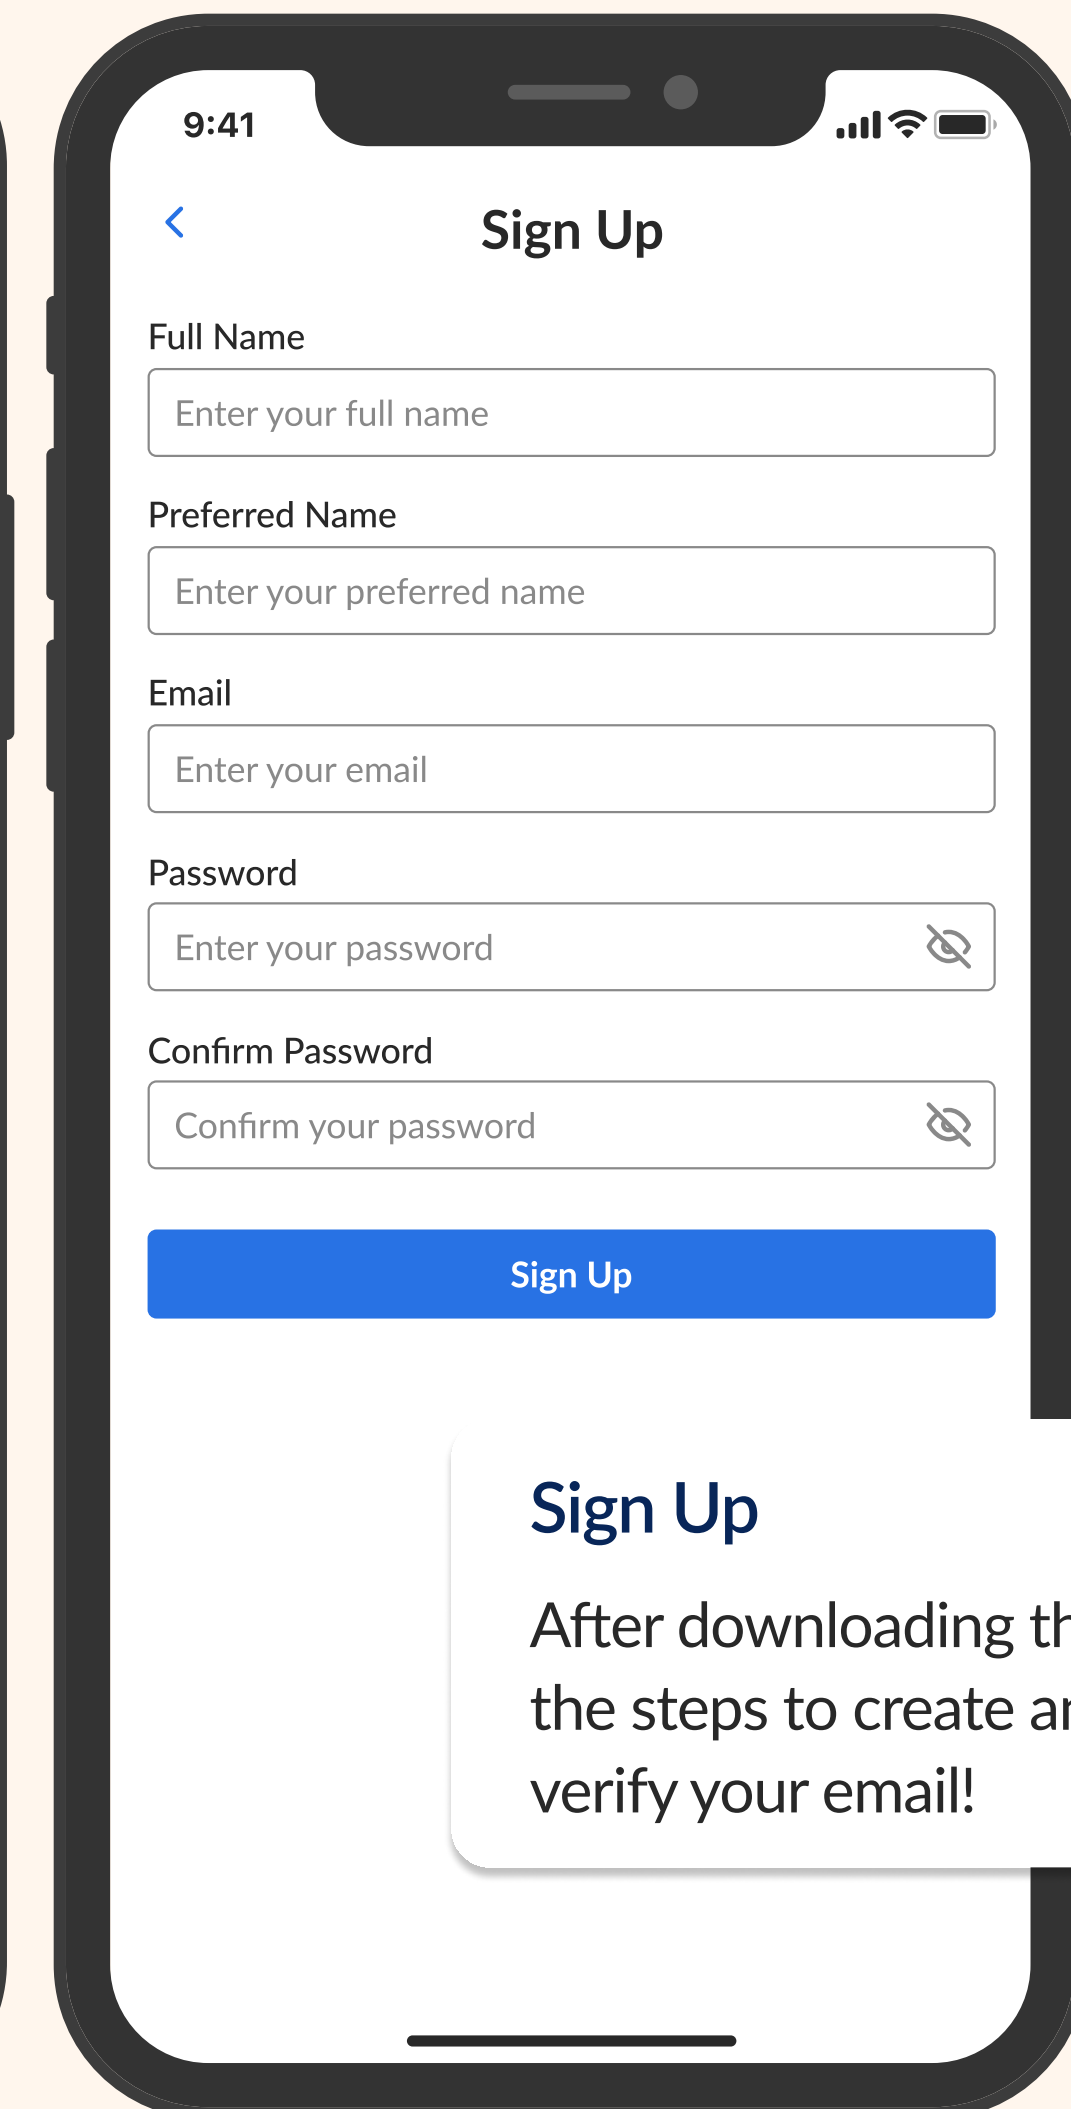 9:41
Sign Up
Full Name
Enter your full name
Preferred Name
Enter your preferred name
Email
Enter your email
Password
Enter your password
Confirm Password
Confirm your password
Sign Up
Sign Up
After downloading
the steps to create
verify your email!